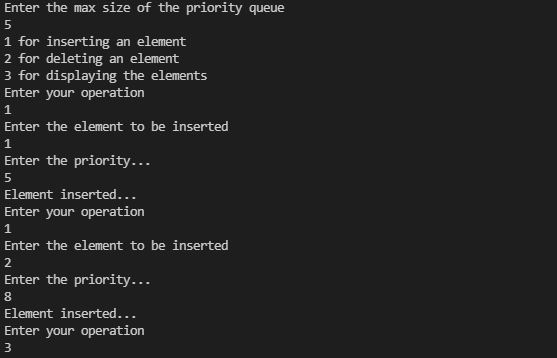 Enter the max size of the priority queue
5
1 for inserting an element
2 for deleting an element
3 for displaying the elements
Enter your operation
1
Enter the element to be inserted
1
Enter the priority...
5
Element inserted...
Enter your operation
1
Enter the element to be inserted
2
Enter the priority...
8
Element inserted...
Enter your operation
3